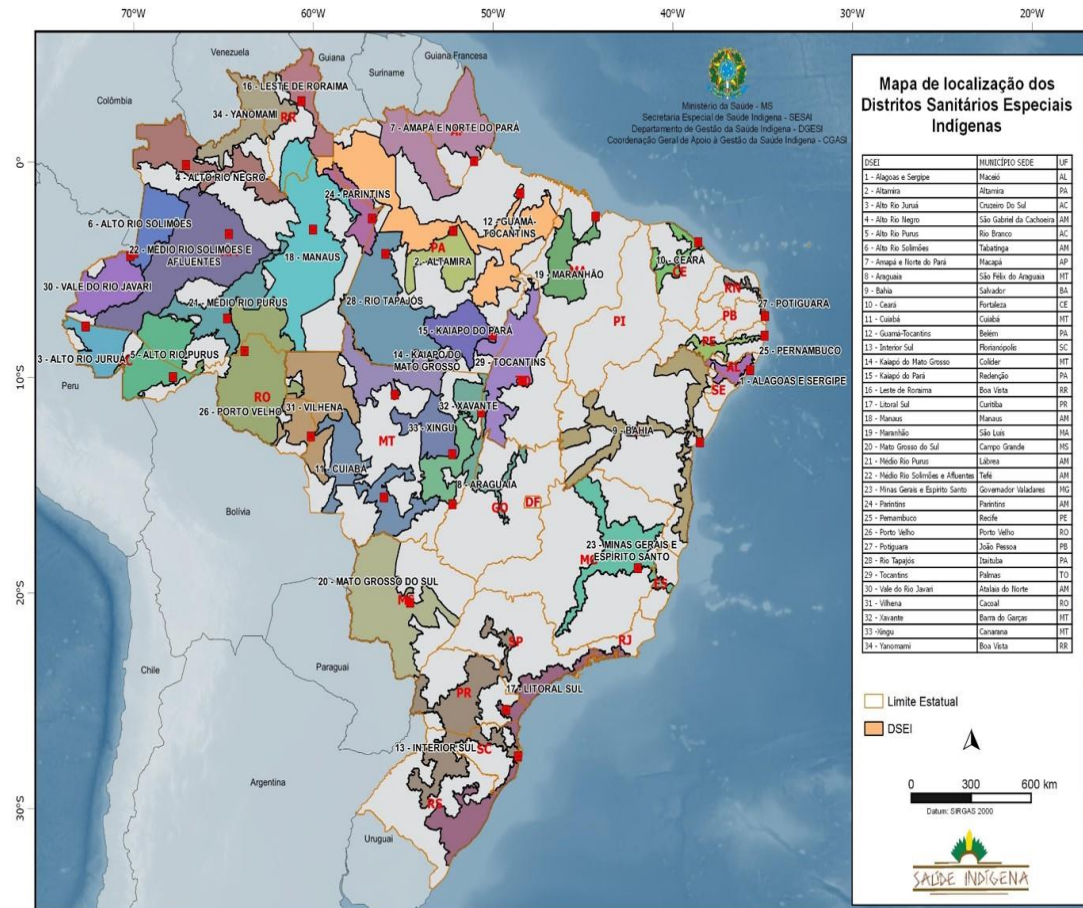 70°W
60°W
50°W
40°W
30°W
20°W
0°
10°S
20°S
30°S
Venezuela
Guiana
Guiana Francesa
Suriname
Colômbia
16 - LESTE DE RORAIMA
34 - YANOMAMI
RR
7 - AMAPÁ E NORTE DO PARÁ
Ministério da Saúde - MS
Secretaria Especial de Saúde Indígena - SESAI
Departamento de Gestão da Saúde Indígena - DGESI
Coordenação Geral de Apoio à Gestão da Saúde Indígena - CGASI
4 - ALTO RIO NEGRO
24 - PARINTINS
6 - ALTO RIO SOLIMÕES
12 - GUAMÁ-
TOCANTINS
22 - MÉDIO RIO SOLIMÕES E
AFLUENTES
PA
18 - MANAUS
2 - ALTAMIRA
10 - CEARÁ
CE
19 - MARANHÃO
MA
30 - VALE DO RIO JAVARI
28 - RIO TAPAJÓS
RN
21 - MÉDIO RIO PURUS
27 - POTIGUARA
PB
PI
15 - KAIAPO DO PARÁ
PE
3 - ALTO RIO JURUÁ
5 - ALTO RIO PURUS
14 - KAIAPO DO
MATO GROSSO
29 - TOCANTINS
25 - PERNAMBUCO
Peru
AL
1 - ALAGOAS E SERGIPE
SE
RO
26 - PORTO VELHO
31 - VILHENA
32 - XAVANTE
33 - XINGU
MT
9 - BAHIA
11 - CUIABÁ
8 - ARAGUAIA
GO
DF
Bolívia
23 - MINAS GERAIS E
ESPÍRITO SANTO
MG
ES
20 - MATO GROSSO DO SUL
MS
RJ
SP
Paraguai
Chile
17 - LITORAL SUL
PR
13 - INTERIOR SUL
SC
Argentina
RS
Uruguai
Mapa de localização dos
Distritos Sanitários Especiais
Indígenas
DSEI MUNICÍPIO SEDE UF
1 - Alagoas e Sergipe Maceió AL
2 - Altamira Altamira PA
3 - Alto Rio Juruá Cruzeiro Do Sul AC
4 - Alto Rio Negro São Gabriel da Cachoeira AM
5 - Alto Rio Purus Rio Branco AC
6 - Alto Rio Solimões Tabatinga AM
7 - Amapá e Norte do Pará Macapá AP
8 - Araguaia São Félix do Araguaia MT
9 - Bahia Salvador BA
10 - Ceará Fortaleza CE
11 - Cuiabá Cuiabá MT
12 - Guamá-Tocantins Belém PA
13 - Interior Sul Florianópolis SC
14 - Kaiapó do Mato Grosso Colíder MT
15 - Kaiapó do Pará Redenção PA
16 - Leste de Roraima Boa Vista RR
17 - Litoral Sul Curitiba PR
18 - Manaus Manaus AM
19 - Maranhão São Luís MA
20 - Mato Grosso do Sul Campo Grande MS
21 - Médio Rio Purus Lábrea AM
22 - Médio Rio Solimões e Afluentes Tefé AM
23 - Minas Gerais e Espírito Santo Governador Valadares MG
24 - Parintins Parintins AM
25 - Pernambuco Recife PE
26 - Porto Velho Porto Velho RO
27 - Potiguara João Pessoa PB
28 - Rio Tapajós Itaituba PA
29 - Tocantins Palmas TO
30 - Vale do Rio Javari Atalaia do Norte AM
31 - Vilhena Cacoal RO
32 - Xavante Barra do Garças MT
33 -Xingu Canarana MT
34 - Yanomami Boa Vista RR
Limite Estatual
DSEI
0 300 600 km
Datum: SIRGAS 2000
SAÚDE INDÍGENA